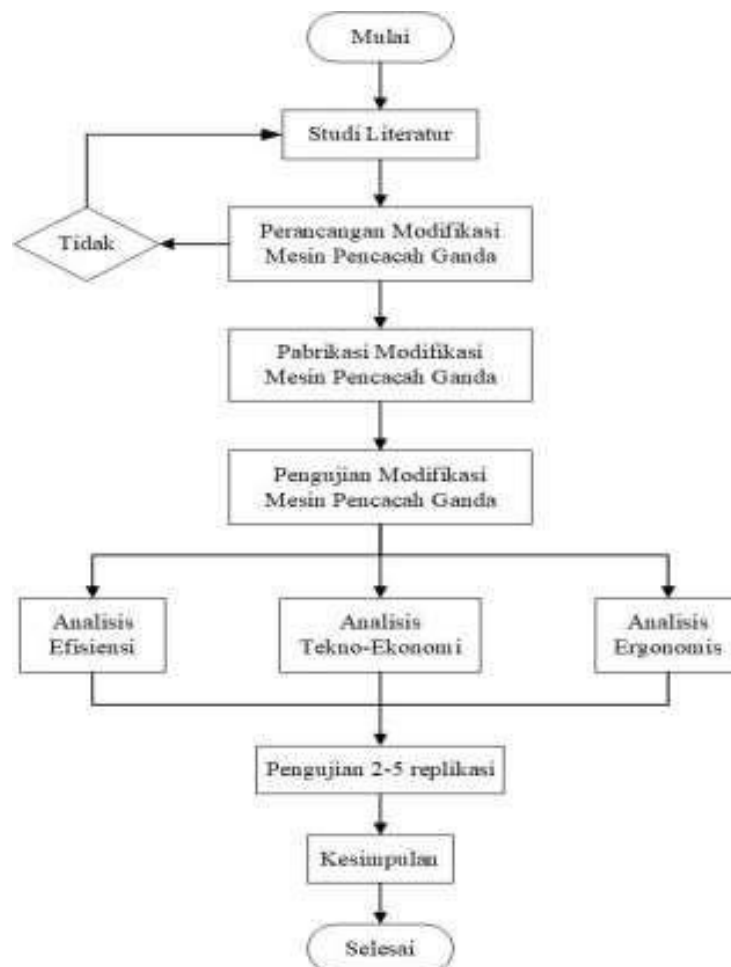 Mulai
Studi Literatur
Tidak
Perancangan Modifikasi
Mesin Pencacah Ganda
Pabrikasi Modifikasi
Mesin Pencacah Ganda
Pengujian Modifikasi
Mesin Pencacah Ganda
Analisis
Efisiensi
Analisis
Tekno-Ekonomi
Analisis
Ergonomis
Pengujian 2-5 replikasi
Kesimpulan
Selesai